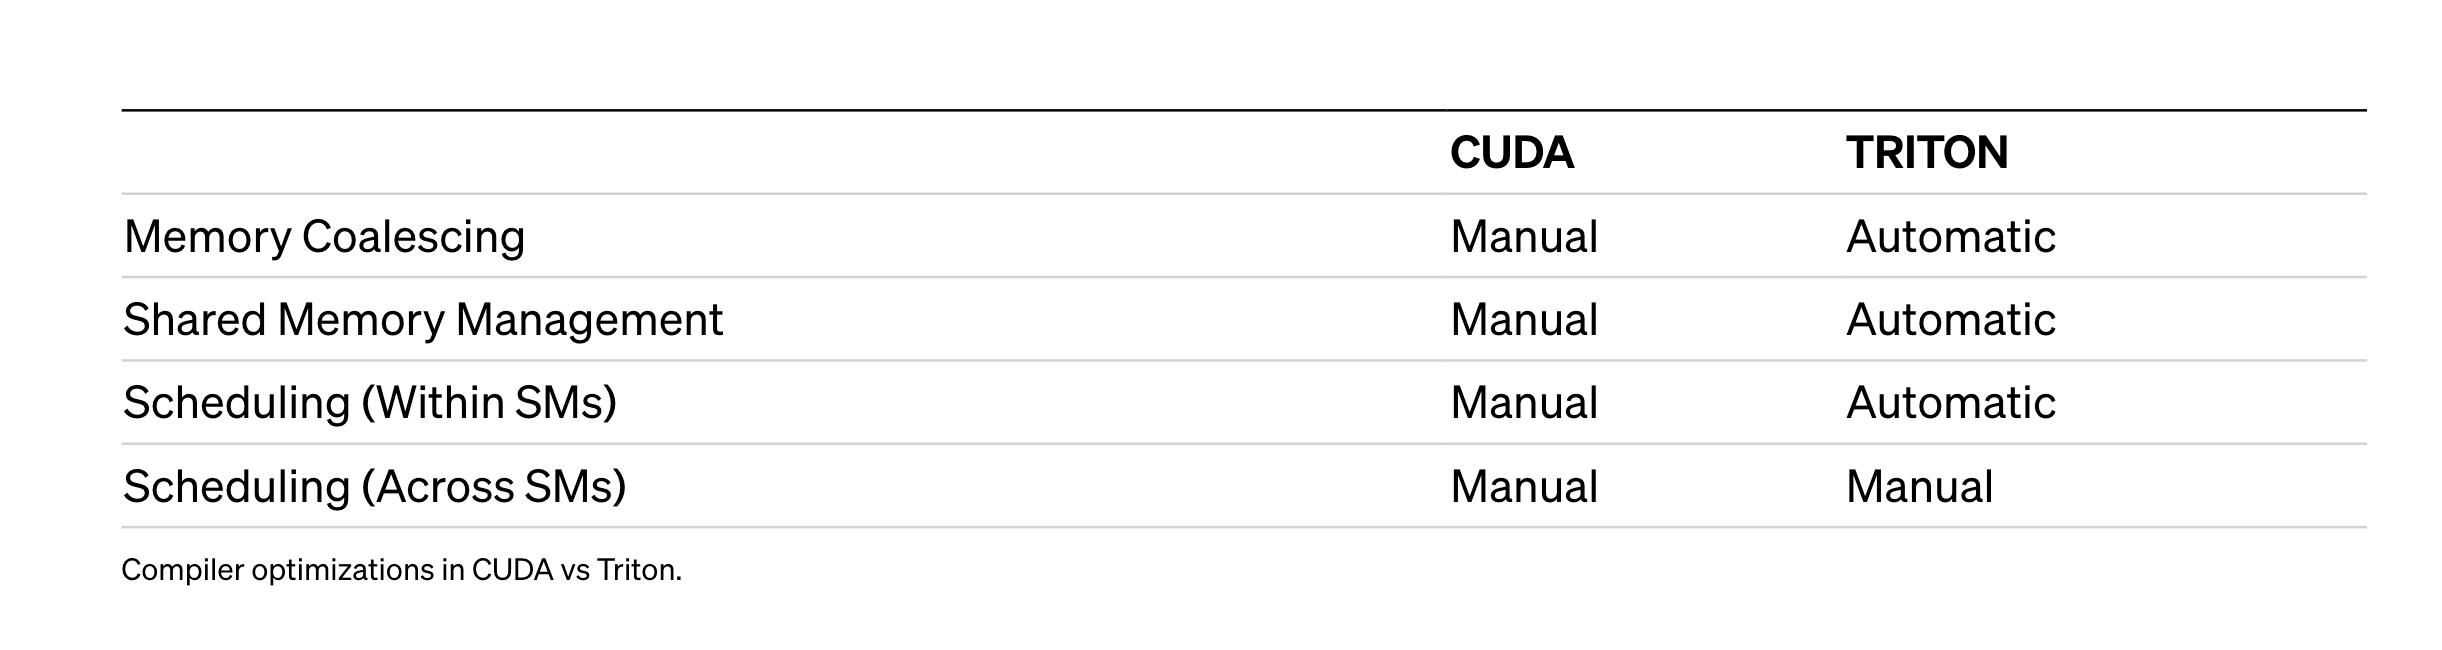 CUDA TRITON
Memory Coalescing Manual Automatic
Shared Memory Management Manual Automatic
Scheduling (Within SMs) Manual Automatic
Scheduling (Across SMs) Manual Manual
Compiler optimizations in CUDA vs Triton.